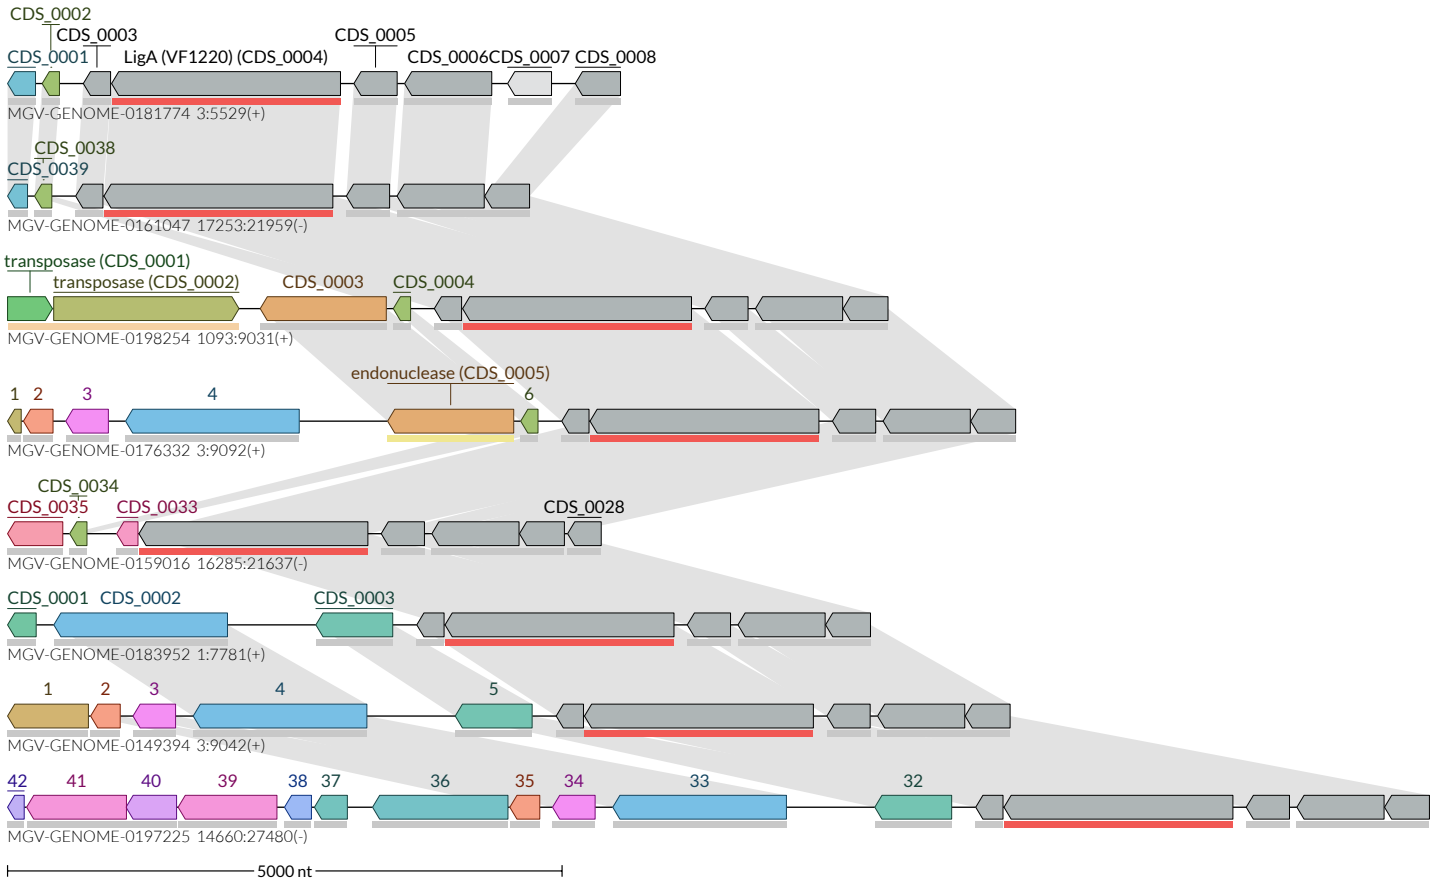 CDS_0002
CDS_0003 CDS_0005
CDS_0001 LigA (VF1220) (CDS_0004) CDS_0006 CDS_0007 CDS_0008
MGV-GENOME-0181774 3:5529(+)
CDS_0038
CDS_0039
MGV-GENOME-0161047 17253:21959(-)
transposase (CDS_0001)
transposase (CDS_0002) CDS_0003 CDS_0004
MGV-GENOME-0198254 1093:9031(+)
endonuclease (CDS_0005)
1 2 3 4 6
MGV-GENOME-0176332 3:9092(+)
CDS_0034
CDS_0035 CDS_0033 CDS_0028
MGV-GENOME-0159016 16285:21637(-)
CDS_0001 CDS_0002 CDS_0003
MGV-GENOME-0183952 1:7781(+)
1 2 3 4 5
MGV-GENOME-0149394 3:9042(+)
42 41 40 39 38 37 36 35 34 33 32
MGV-GENOME-0197225 14660:27480(-)
5000 nt